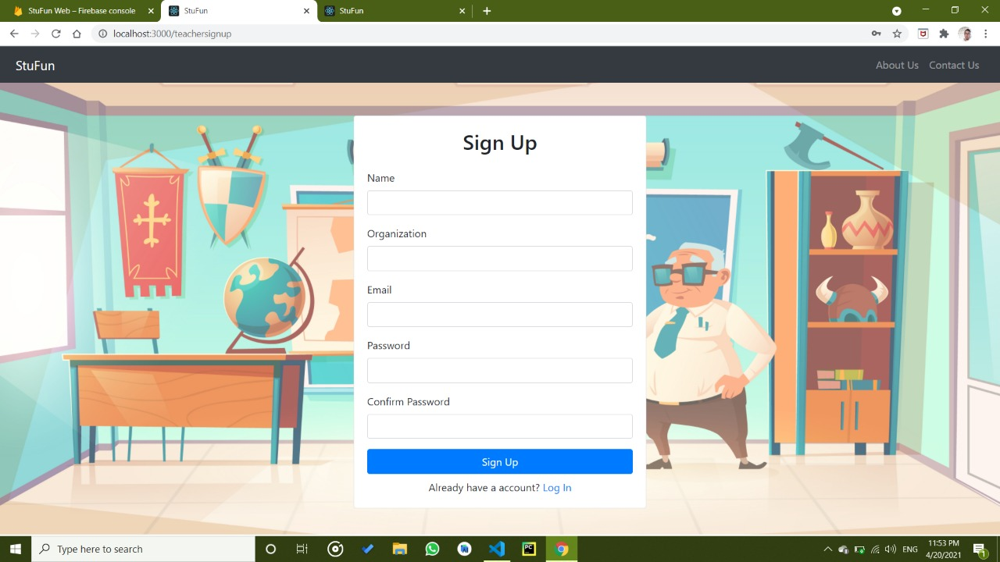 StuFun Web – Firebase console
StuFun
StuFun
localhost:3000/teachersignup
StuFun
About Us
Contact Us
Sign Up
Name
Organization
Email
Password
Confirm Password
Sign Up
Already have a account? Log In
Type here to search
PC
ENG
11:53 PM
4/20/2021
1